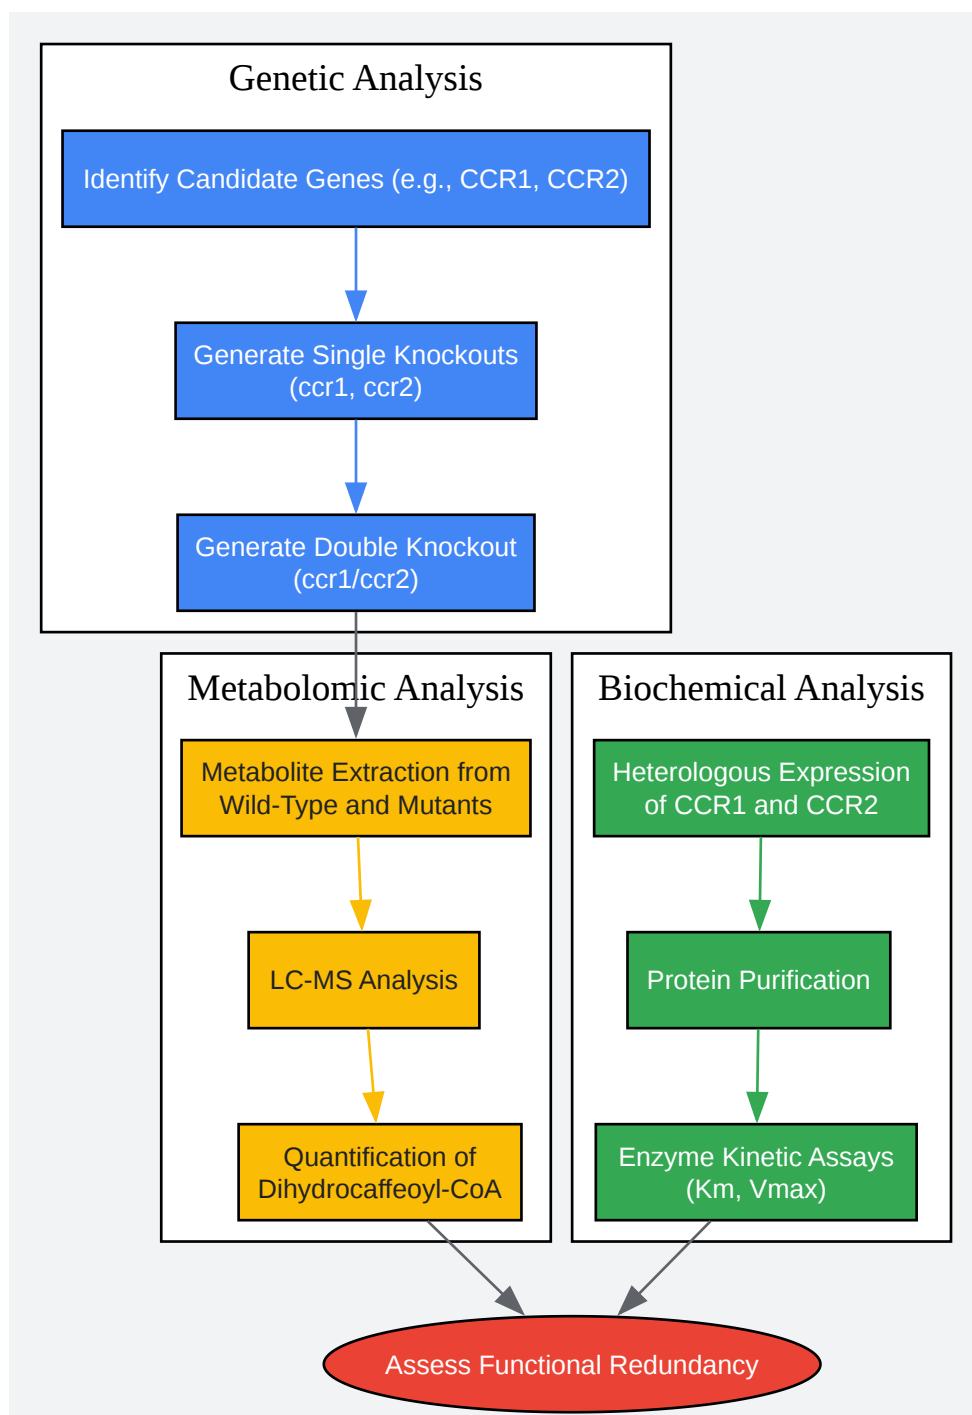 Genetic Analysis
Identify Candidate Genes (e.g., CCR1, CCR2)
Generate Single Knockouts
(ccr1, ccr2)
Generate Double Knockout
(ccr1/ccr2)
Metabolomic Analysis
Metabolite Extraction from
Wild-Type and Mutants
LC-MS Analysis
Quantification of
Dihydrocaffeoyl-CoA
Biochemical Analysis
Heterologous Expression
of CCR1 and CCR2
Protein Purification
Enzyme Kinetic Assays
(Km, Vmax)
Assess Functional Redundancy